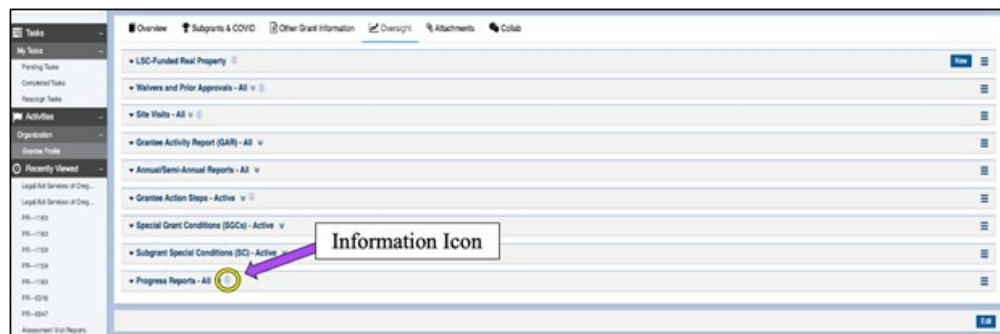 Overview Subgrants & COVID Other Grant Information Oversight Attachments Collab
Tasks
My Tasks
Pending Tasks
Completed Tasks
Reassign Tasks
Activities
Organization
Grantee Profile
Recently Viewed
Legal Aid Services of Oreg...
Legal Aid Services of Oreg...
PR--1183
PR--1183
PR--1159
PR--1159
PR--1183
PR--0216
PR--0047
Assessment Visit Reports
LSC-Funded Real Property
New
Waivers and Prior Approvals - All
Site Visits - All
Grantee Activity Report (GAR) - All
Annual/Semi-Annual Reports - All
Grantee Action Steps - Active
Special Grant Conditions (SGCs) - Active
Subgrant Special Conditions (SC) - Active
Progress Reports - All
Information Icon
Edit